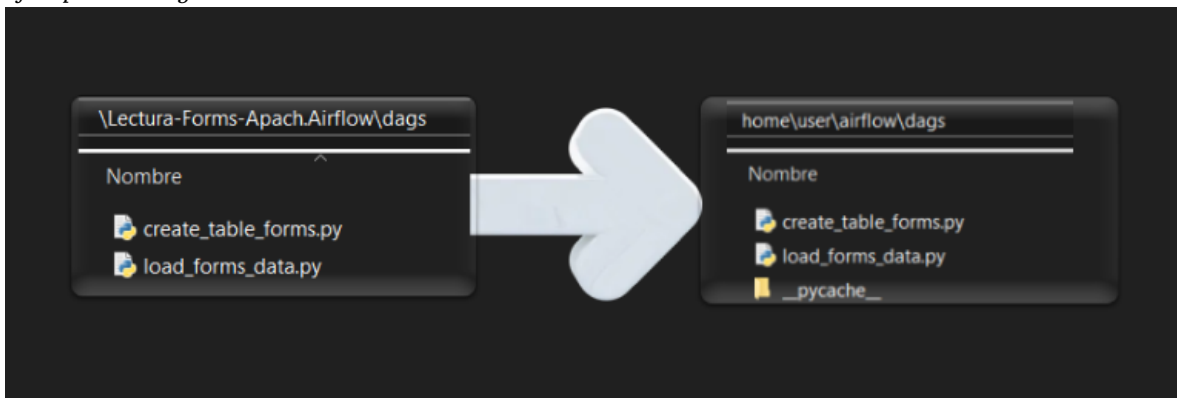 \Lectura-Forms-Apach.Airflow\dags
Nombre
create_table_forms.py
load_forms_data.py
home\user\airflow\dags
Nombre
create_table_forms.py
load_forms_data.py
__pycache__